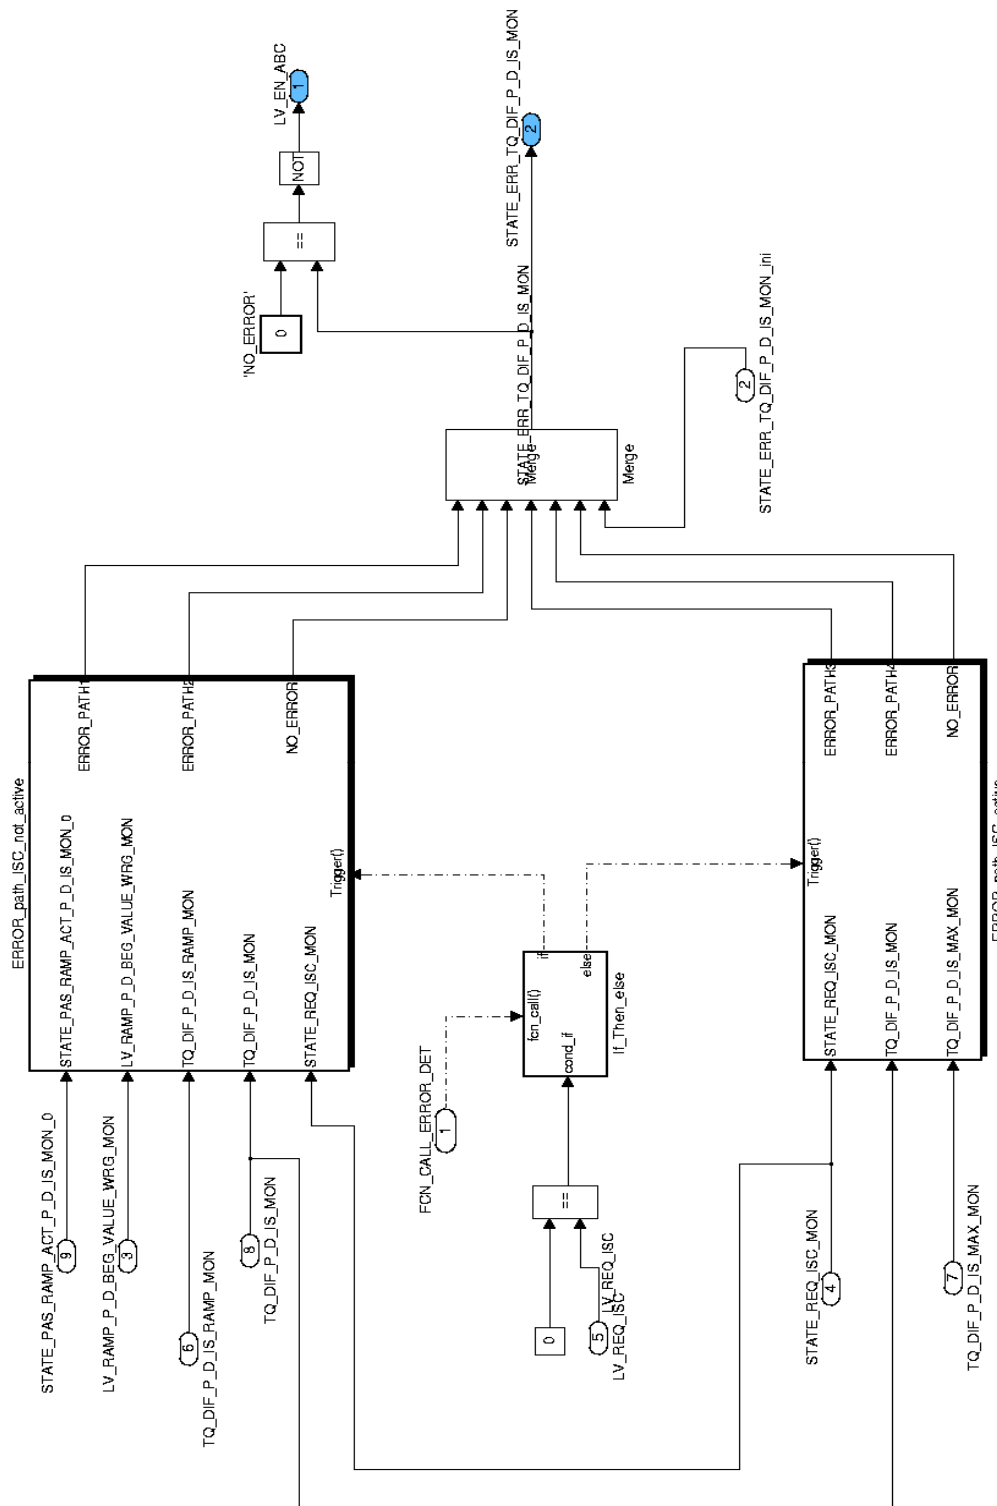 ERROR_path_ISC_not_active
STATE_PAS_RAMP_ACT_P_D_IS_MON_0
9
STATE_PAS_RAMP_ACT_P_D_IS_MON_0
ERROR_PATH1
LV_RAMP_P_D_BEG_VALUE_WRG_MON
3
LV_RAMP_P_D_BEG_VALUE_WRG_MON
TQ_DIF_P_D_IS_RAMP_MON
6
TQ_DIF_P_D_IS_RAMP_MON
ERROR_PATH2
TQ_DIF_P_D_IS_MON
8
TQ_DIF_P_D_IS_MON
STATE_REQ_ISC_MON
NO_ERROR
Trigger()
'NO_ERROR'
0
==
NOT
LV_EN_ABC
1
FCN_CALL_ERROR_DET
1
fcn_call()
if
cond_if
else
If_Then_else
0
==
LV_REQ_ISC
5
LV_REQ_ISC
STATE_ERR_TQ_DIF_P_D_IS_MON
Merge
Merge
STATE_ERR_TQ_DIF_P_D_IS_MON
2
2
STATE_ERR_TQ_DIF_P_D_IS_MON_ini
Trigger()
STATE_REQ_ISC_MON
4
STATE_REQ_ISC_MON
ERROR_PATH3
TQ_DIF_P_D_IS_MON
ERROR_PATH4
TQ_DIF_P_D_IS_MAX_MON
NO_ERROR
7
TQ_DIF_P_D_IS_MAX_MON
ERROR_path_ISC_active